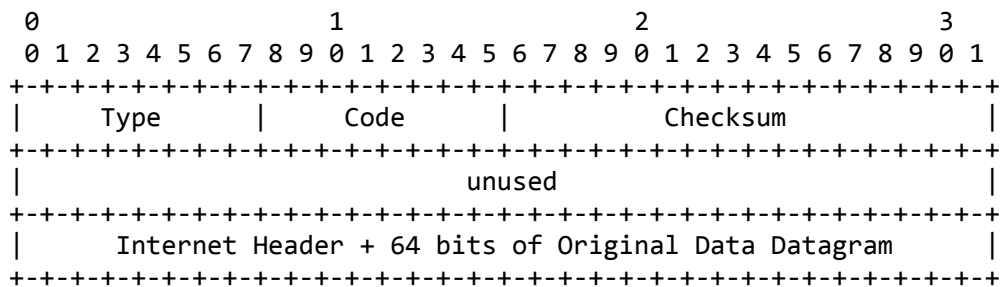 0                   1                   2                   3
0 1 2 3 4 5 6 7 8 9 0 1 2 3 4 5 6 7 8 9 0 1 2 3 4 5 6 7 8 9 0 1
+-+-+-+-+-+-+-+-+-+-+-+-+-+-+-+-+-+-+-+-+-+-+-+-+-+-+-+-+-+-+-+-+
|     Type      |     Code      |          Checksum             |
+-+-+-+-+-+-+-+-+-+-+-+-+-+-+-+-+-+-+-+-+-+-+-+-+-+-+-+-+-+-+-+-+
|                             unused                            |
+-+-+-+-+-+-+-+-+-+-+-+-+-+-+-+-+-+-+-+-+-+-+-+-+-+-+-+-+-+-+-+-+
|      Internet Header + 64 bits of Original Data Datagram      |
+-+-+-+-+-+-+-+-+-+-+-+-+-+-+-+-+-+-+-+-+-+-+-+-+-+-+-+-+-+-+-+-+